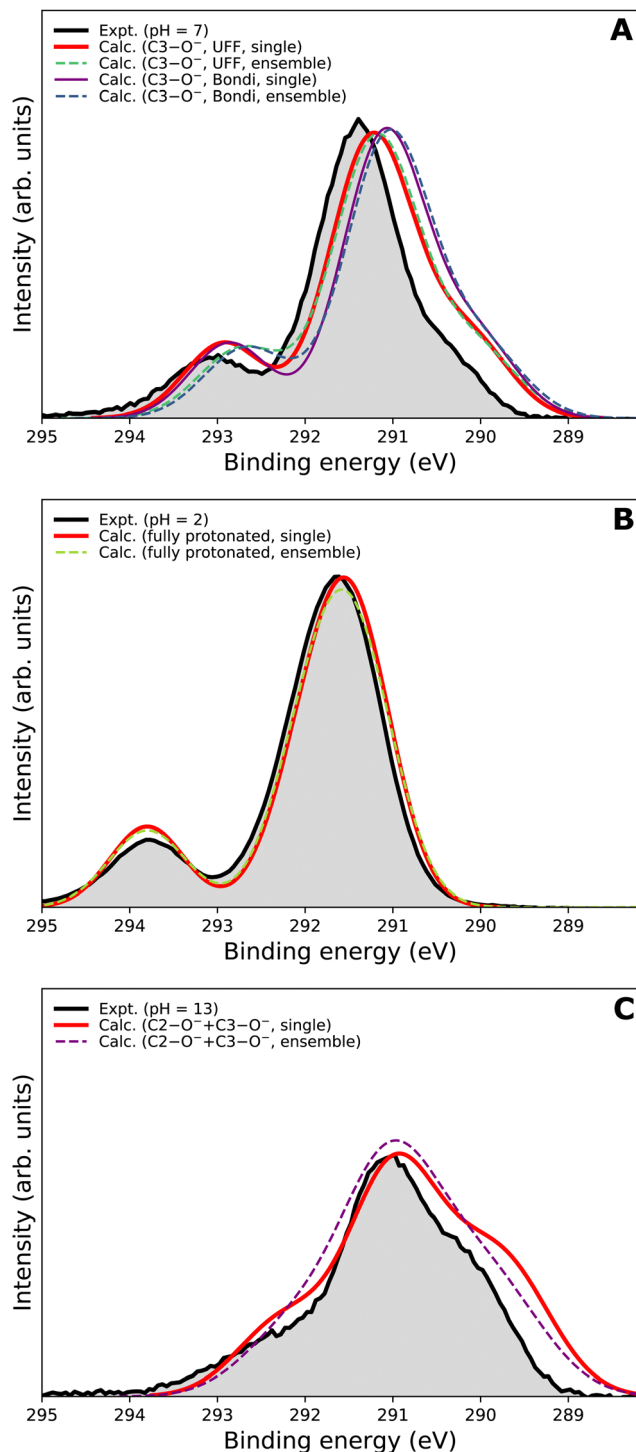 A
Expt. (pH = 7)
Calc. (C3−O⁻, UFF, single)
Calc. (C3−O⁻, UFF, ensemble)
Calc. (C3−O⁻, Bondi, single)
Calc. (C3−O⁻, Bondi, ensemble)
Intensity (arb. units)
295 294 293 292 291 290 289
Binding energy (eV)
B
Expt. (pH = 2)
Calc. (fully protonated, single)
Calc. (fully protonated, ensemble)
Intensity (arb. units)
295 294 293 292 291 290 289
Binding energy (eV)
C
Expt. (pH = 13)
Calc. (C2−O⁻+C3−O⁻, single)
Calc. (C2−O⁻+C3−O⁻, ensemble)
Intensity (arb. units)
295 294 293 292 291 290 289
Binding energy (eV)